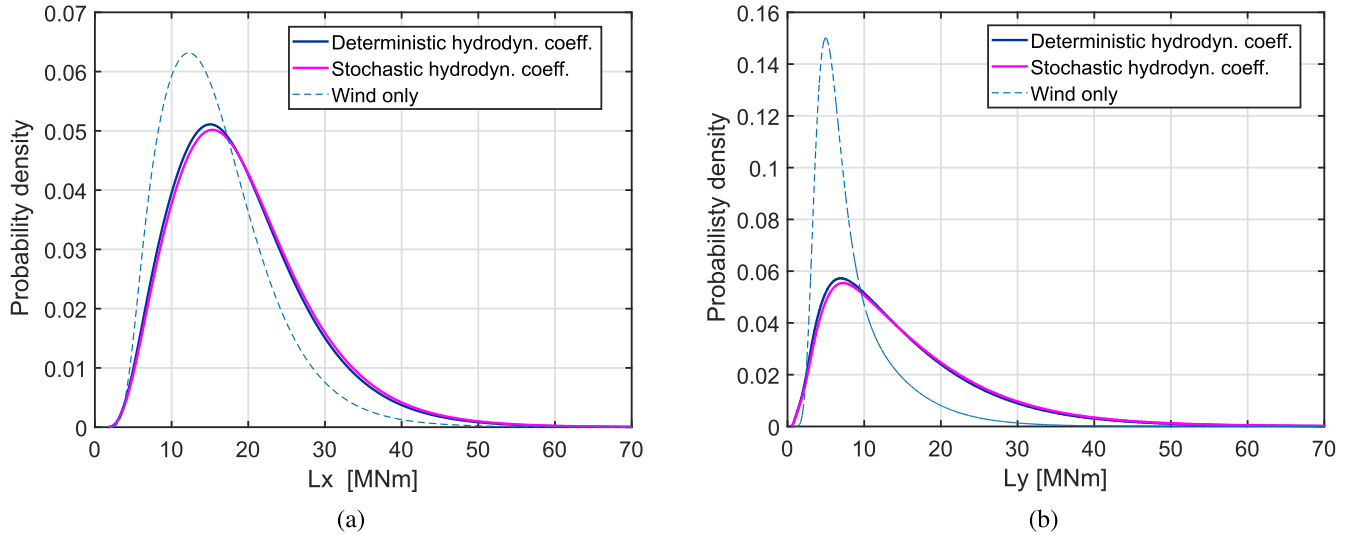 0.07
0.06
0.05
0.04
0.03
0.02
0.01
0
0 10 20 30 40 50 60 70
Probability density
Lx [MNm]
Deterministic hydrodyn. coeff.
Stochastic hydrodyn. coeff.
Wind only
(a)
0.16
0.14
0.12
0.1
0.08
0.06
0.04
0.02
0
0 10 20 30 40 50 60 70
Probabilisty density
Ly [MNm]
Deterministic hydrodyn. coeff.
Stochastic hydrodyn. coeff.
Wind only
(b)